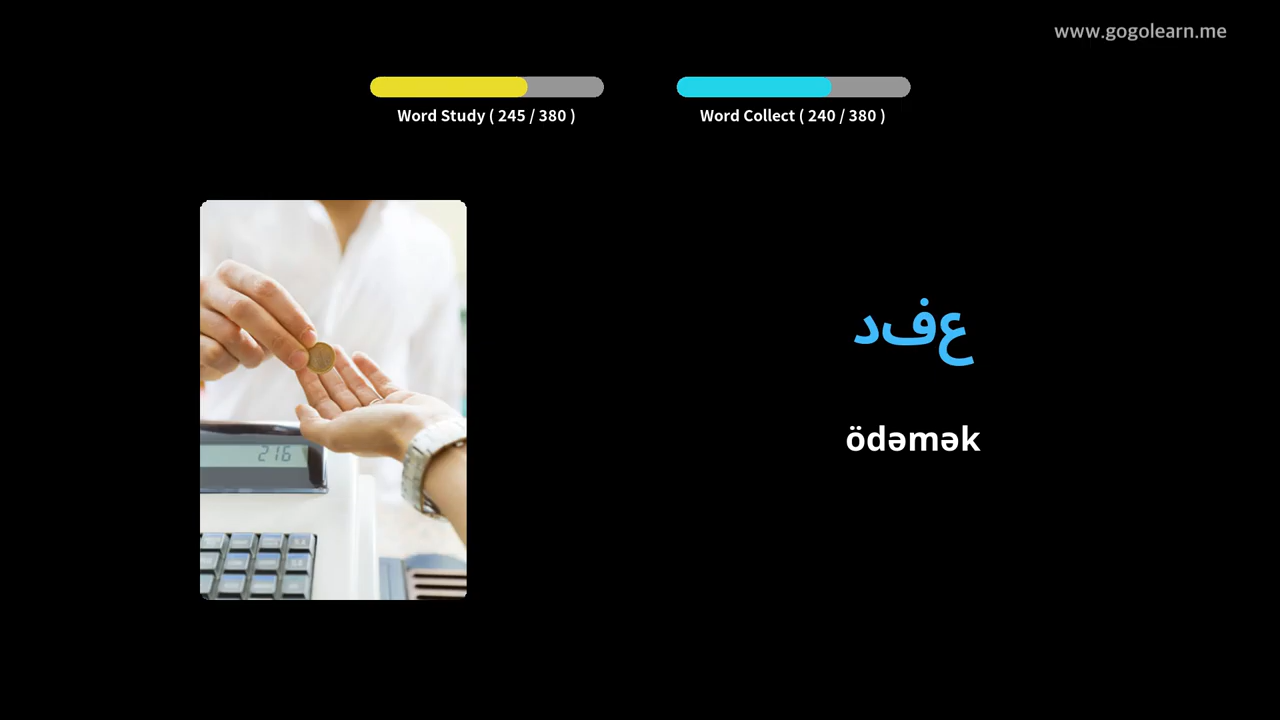 www.gogolearn.me
Word Study ( 245 / 380 )
Word Collect ( 240 / 380 )
دفع
ödəmək
216